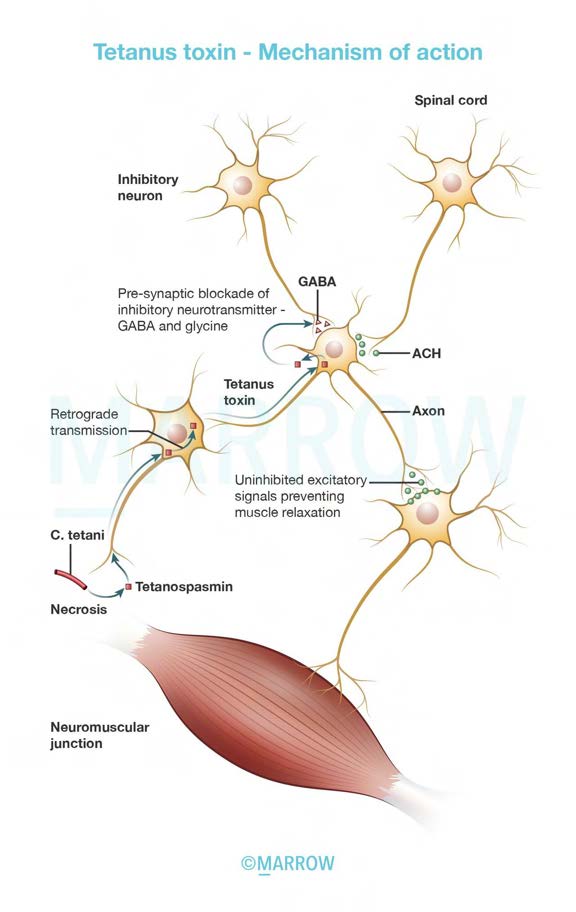 Tetanus toxin - Mechanism of action
Spinal cord
Inhibitory
neuron
GABA
Pre-synaptic blockade of
inhibitory neurotransmitter -
GABA and glycine
ACH
Tetanus
toxin
Retrograde
transmission
Axon
MARROW
Uninhibited excitatory
signals preventing
muscle relaxation
C. tetani
Tetanospasmin
Necrosis
Neuromuscular
junction
©MARROW